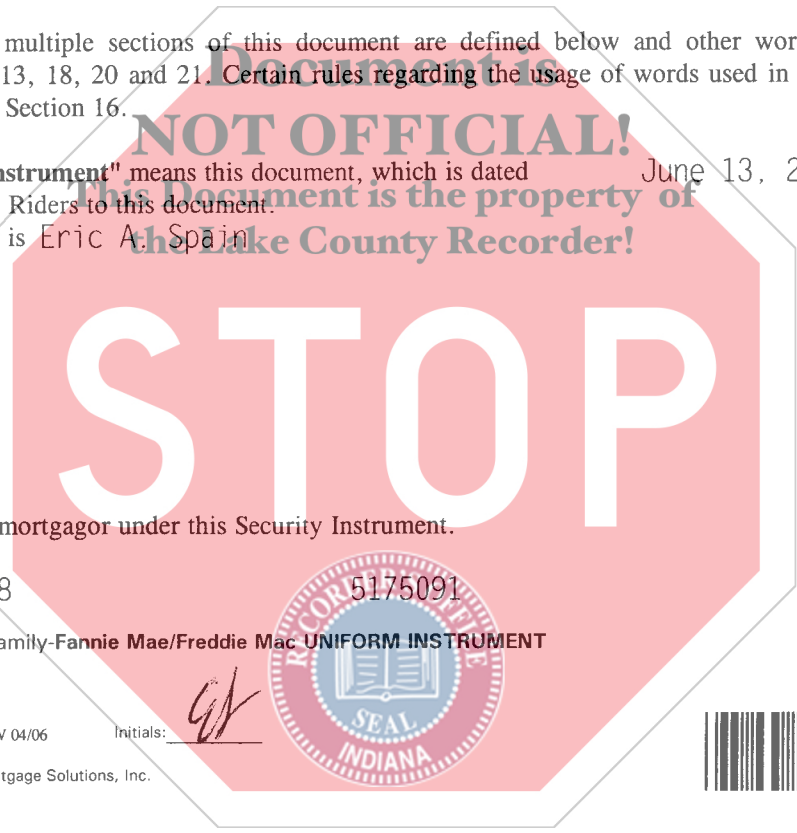 multiple sections of this document are defined below and other wor
Document is
13, 18, 20 and 21. Certain rules regarding the usage of words used in
Section 16.
NOT OFFICIAL!
nstrument" means this document, which is dated June 13, 2
This Document is the property of
Riders to this document.
is Eric A. Spain
the Lake County Recorder!
STOP
mortgagor under this Security Instrument.
8 5175091
amily-Fannie Mae/Freddie Mac UNIFORM INSTRUMENT
RECORDER'S OFFICE
SEAL
INDIANA
V 04/06 Initials:
tgage Solutions, Inc.